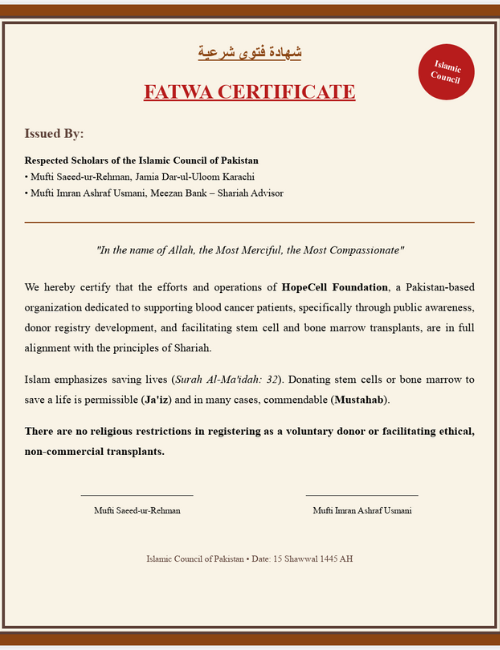 شهادة فتوى شرعية
Islamic
Council
FATWA CERTIFICATE
Issued By:
Respected Scholars of the Islamic Council of Pakistan
• Mufti Saeed-ur-Rehman, Jamia Dar-ul-Uloom Karachi
• Mufti Imran Ashraf Usmani, Meezan Bank – Shariah Advisor
"In the name of Allah, the Most Merciful, the Most Compassionate"
We hereby certify that the efforts and operations of HopeCell Foundation, a Pakistan-based
organization dedicated to supporting blood cancer patients, specifically through public awareness,
donor registry development, and facilitating stem cell and bone marrow transplants, are in full
alignment with the principles of Shariah.
Islam emphasizes saving lives (Surah Al-Ma'idah: 32). Donating stem cells or bone marrow to
save a life is permissible (Ja'iz) and in many cases, commendable (Mustahab).
There are no religious restrictions in registering as a voluntary donor or facilitating ethical,
non-commercial transplants.
Mufti Saeed-ur-Rehman
Mufti Imran Ashraf Usmani
Islamic Council of Pakistan • Date: 15 Shawwal 1445 AH